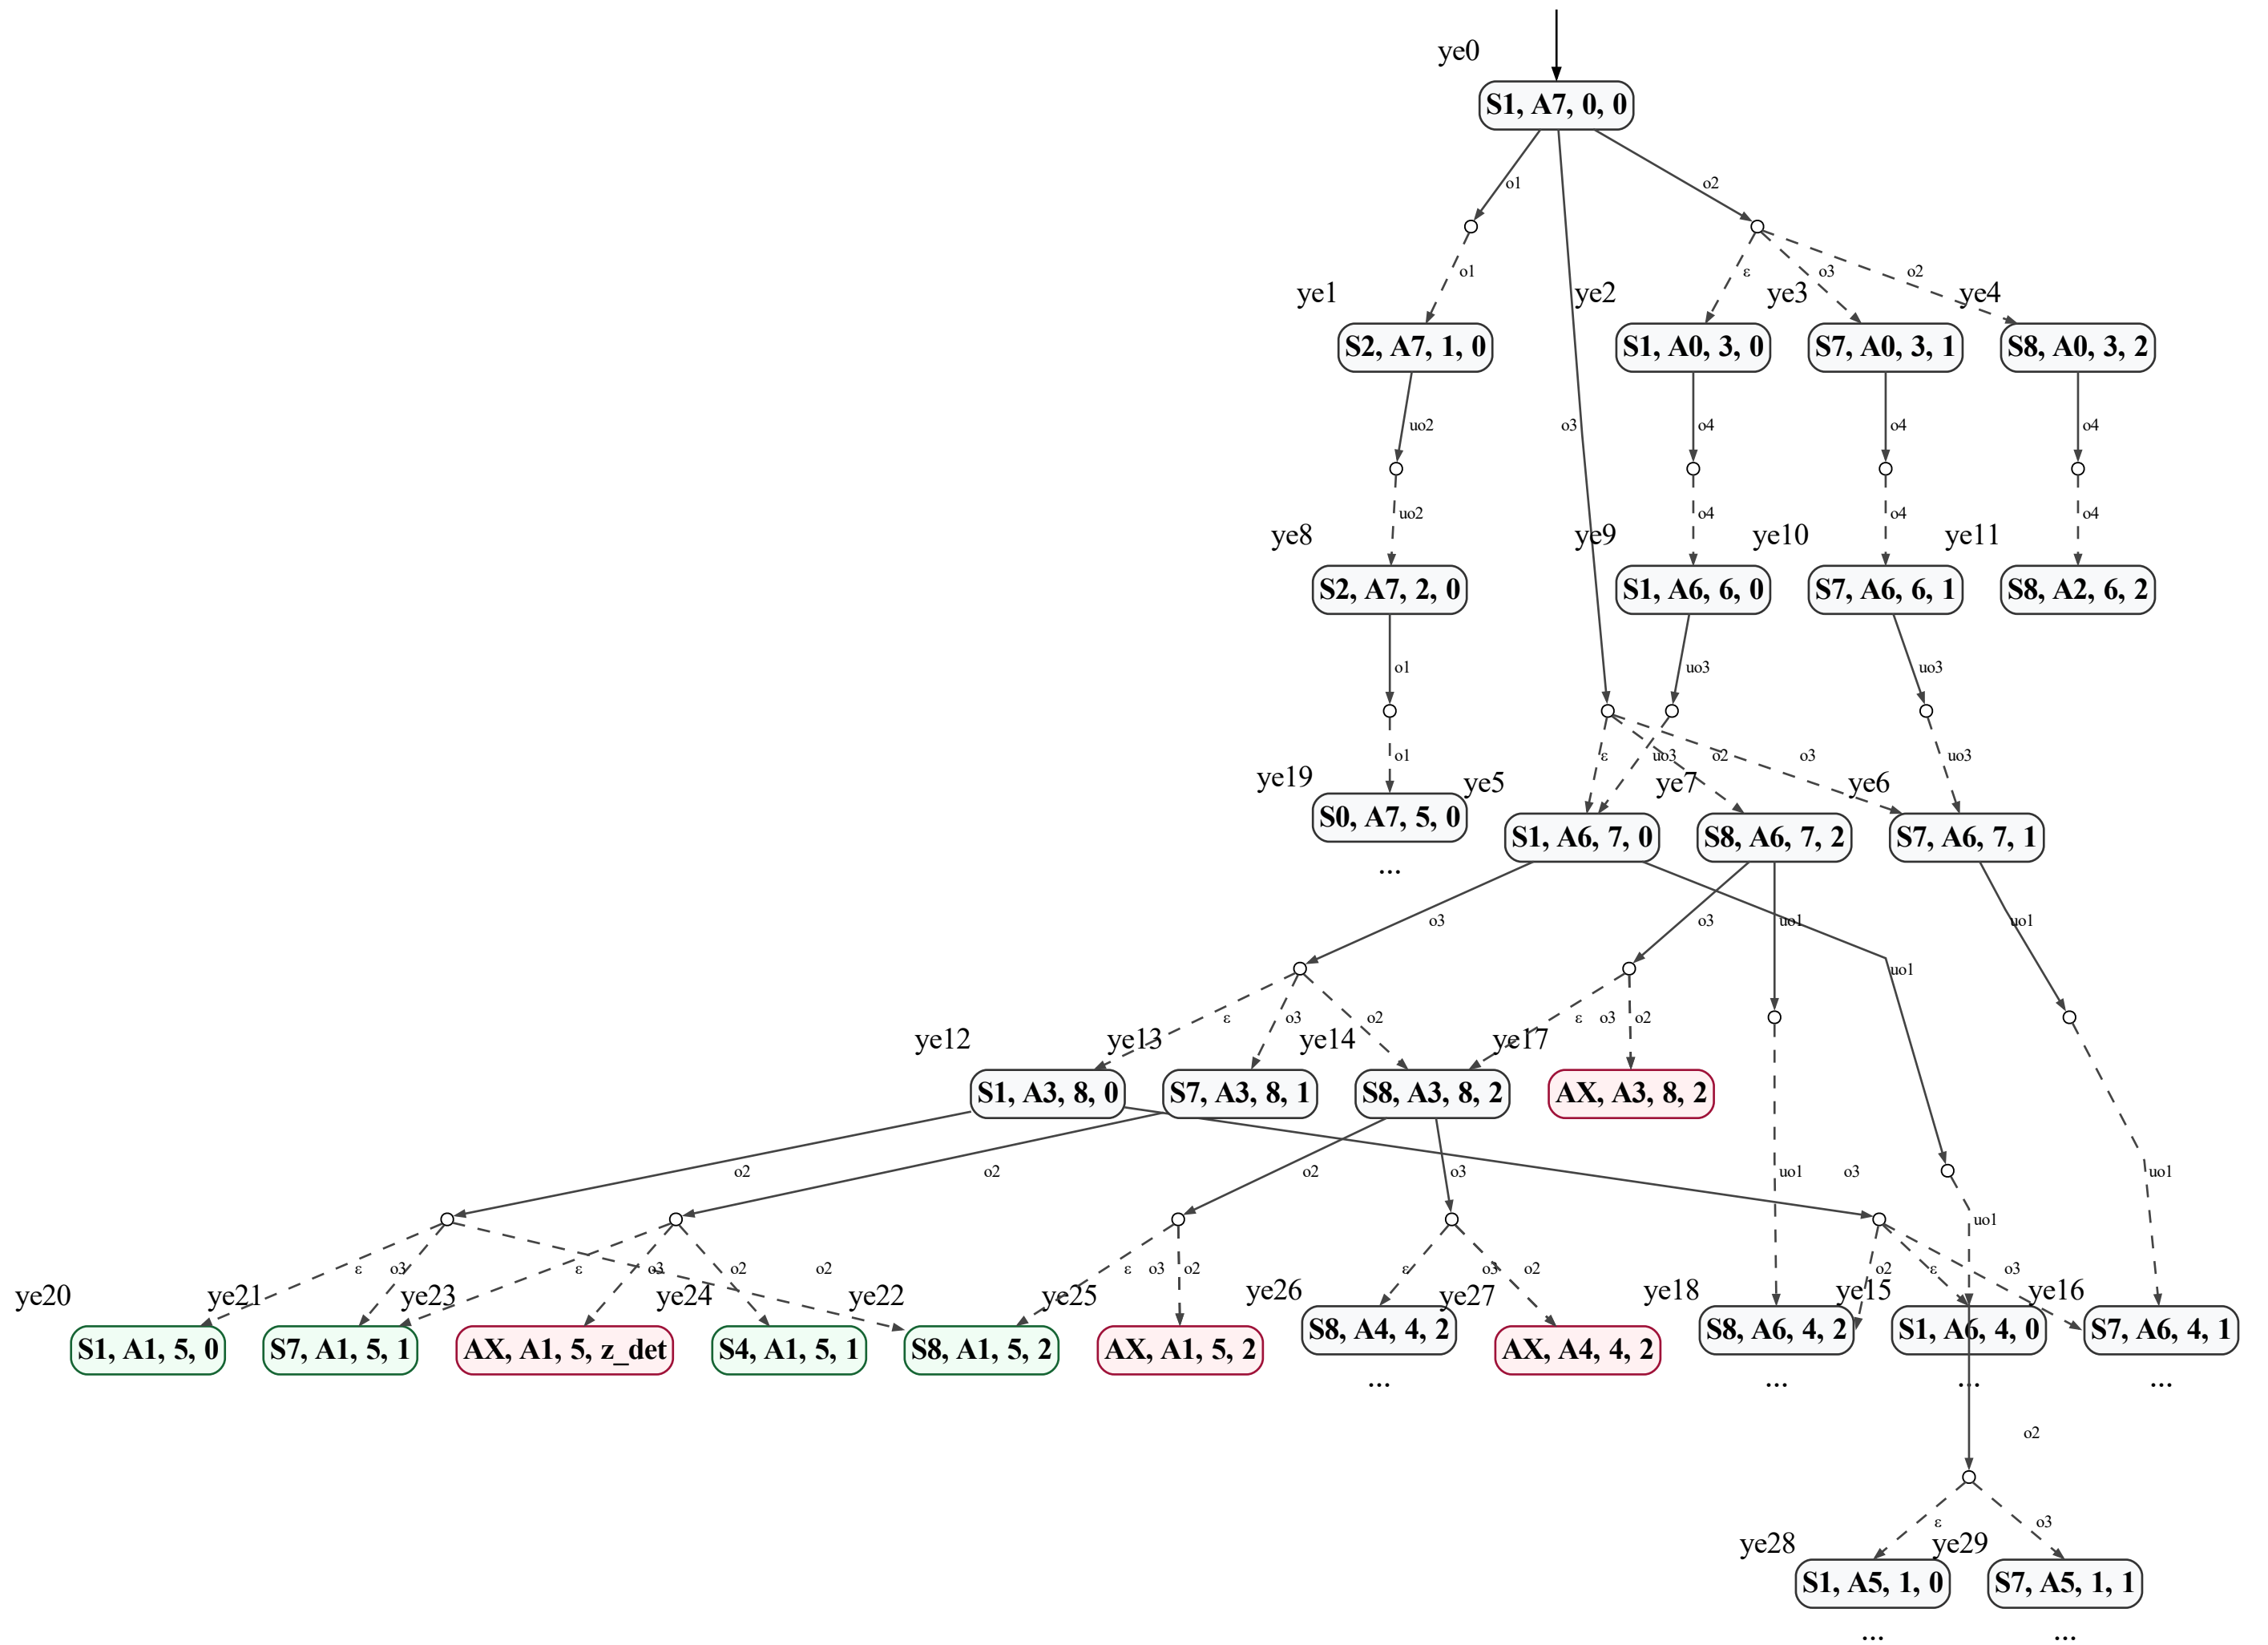 ye0
S1, A7, 0, 0
o1
o2
o1
ε
o3
o2
ye1
ye2
ye3
ye4
S2, A7, 1, 0
S1, A0, 3, 0
S7, A0, 3, 1
S8, A0, 3, 2
uo2
o3
o4
o4
o4
uo2
o4
o4
o4
ye8
ye9
ye10
ye11
S2, A7, 2, 0
S1, A6, 6, 0
S7, A6, 6, 1
S8, A2, 6, 2
o1
uo3
uo3
o1
ε
uo3
o2
o3
uo3
ye19
ye5
ye7
ye6
S0, A7, 5, 0
S1, A6, 7, 0
S8, A6, 7, 2
S7, A6, 7, 1
...
o3
o3
uo1
uo1
uo1
ε
o3
o2
ε
o3
o2
ye12
ye13
ye14
ye17
S1, A3, 8, 0
S7, A3, 8, 1
S8, A3, 8, 2
AX, A3, 8, 2
o2
o2
o2
o3
uo1
o3
uo1
uo1
ε
o3
ε
o3
o2
o2
ε
o3
o2
ε
o3
o2
o2
ε
o3
ye20
ye21
ye23
ye24
ye22
ye25
ye26
ye27
ye18
ye15
ye16
S1, A1, 5, 0
S7, A1, 5, 1
AX, A1, 5, z_det
S4, A1, 5, 1
S8, A1, 5, 2
AX, A1, 5, 2
S8, A4, 4, 2
AX, A4, 4, 2
S8, A6, 4, 2
S1, A6, 4, 0
S7, A6, 4, 1
...
...
...
...
o2
ε
o3
ye28
ye29
S1, A5, 1, 0
S7, A5, 1, 1
...
...